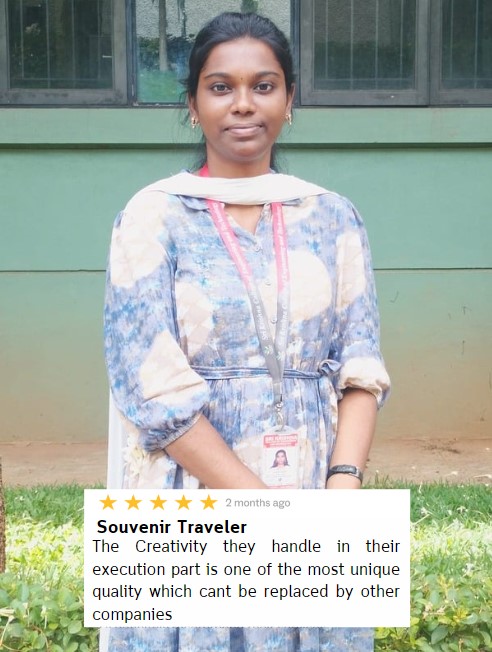 2 months ago
Souvenir Traveler
The Creativity they handle in their
execution part is one of the most unique
quality which cant be replaced by other
companies